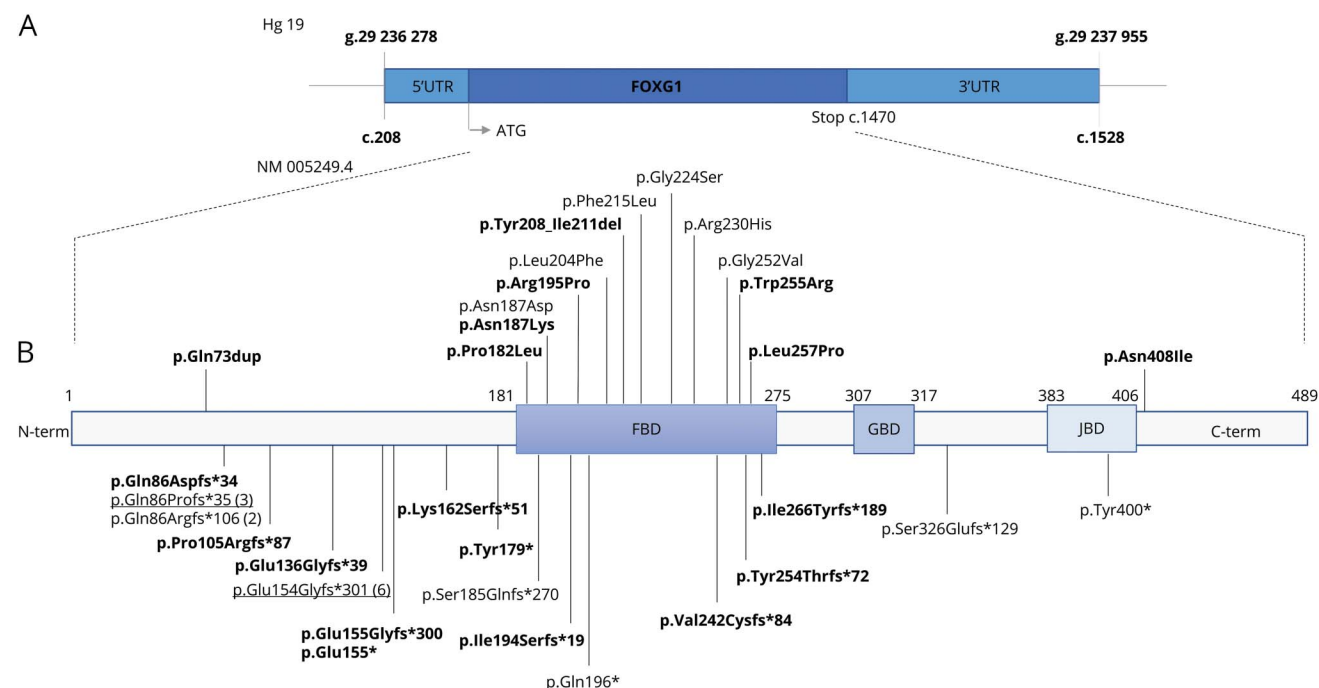 A
Hg 19
g.29 236 278
g.29 237 955
5'UTR
FOXG1
3'UTR
Stop c.1470
c.208
ATG
c.1528
NM 005249.4
p.Gly224Ser
p.Phe215Leu
p.Tyr208_Ile211del
p.Arg230His
p.Leu204Phe
p.Gly252Val
p.Arg195Pro
p.Trp255Arg
p.Asn187Asp
p.Asn187Lys
B
p.Gln73dup
p.Pro182Leu
p.Leu257Pro
p.Asn408Ile
1
181
275
307
317
383
406
489
N-term
FBD
GBD
JBD
C-term
p.Gln86Aspfs*34
p.Gln86Profs*35 (3)
p.Gln86Argfs*106 (2)
p.Pro105Argfs*87
p.Glu136Glyfs*39
p.Glu154Glyfs*301 (6)
p.Glu155Glyfs*300
p.Glu155*
p.Lys162Serfs*51
p.Tyr179*
p.Ser185Glnfs*270
p.Ile194Serfs*19
p.Gln196*
p.Ile266Tyrfs*189
p.Tyr254Thrfs*72
p.Val242Cysfs*84
p.Ser326Glufs*129
p.Tyr400*